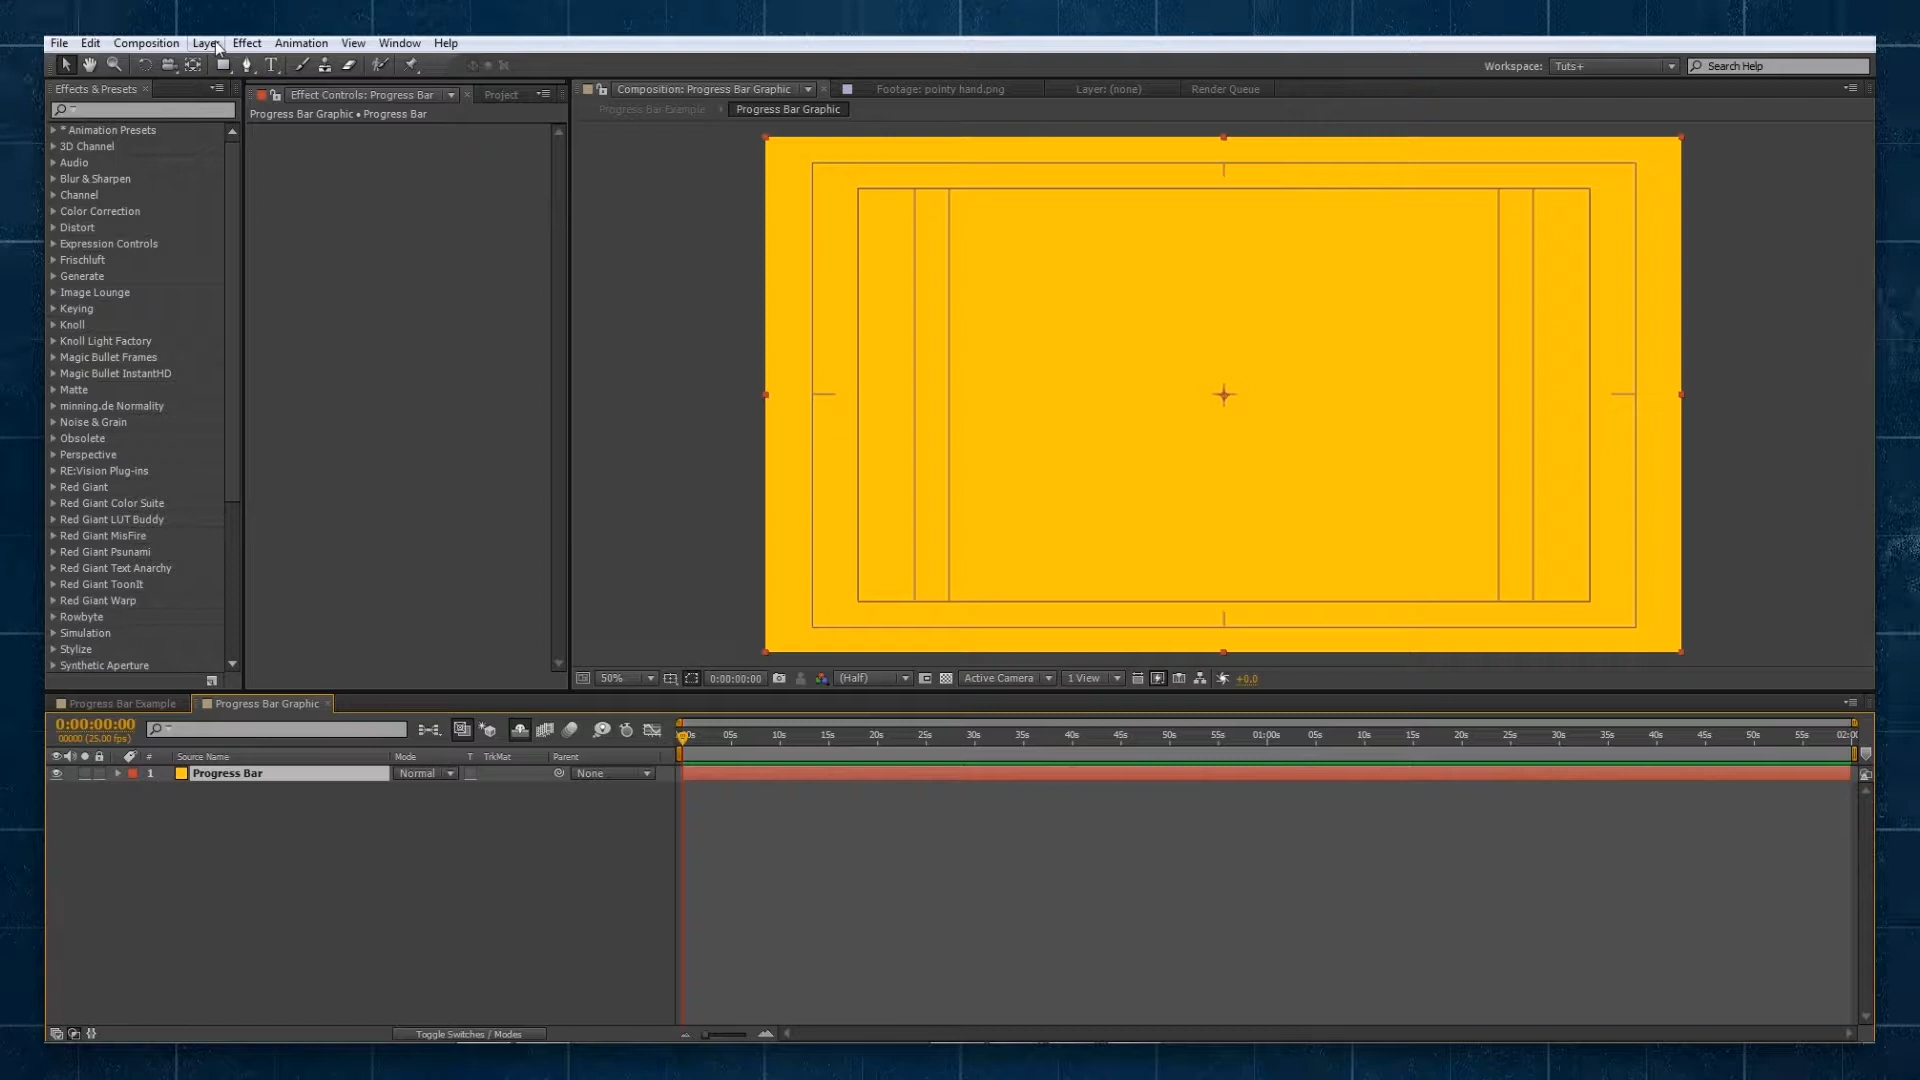 File Edit Composition Layer Effect Animation View Window Help
Workspace: Tuts+ Search Help
Effects & Presets
Effect Controls: Progress Bar Project
Composition: Progress Bar Graphic Footage: pointy hand.png Layer: (none) Render Queue
Progress Bar Example Progress Bar Graphic
Progress Bar Graphic • Progress Bar
* Animation Presets
3D Channel
Audio
Blur & Sharpen
Channel
Color Correction
Distort
Expression Controls
Frischluft
Generate
Image Lounge
Keying
Knoll
Knoll Light Factory
Magic Bullet Frames
Magic Bullet InstantHD
Matte
minning.de Normality
Noise & Grain
Obsolete
Perspective
RE:Vision Plug-ins
Red Giant
Red Giant Color Suite
Red Giant LUT Buddy
Red Giant MisFire
Red Giant Psunami
Red Giant Text Anarchy
Red Giant ToonIt
Red Giant Warp
Rowbyte
Simulation
Stylize
Synthetic Aperture
50% 0:00:00:00 (Half) Active Camera 1 View +0.0
Progress Bar Example Progress Bar Graphic
0:00:00:00
00000 (25.00 fps)
05s 10s 15s 20s 25s 30s 35s 40s 45s 50s 55s 01:00s 05s 10s 15s 20s 25s 30s 35s 40s 45s 50s 55s 02:00
# Source Name Mode T TrkMat Parent
1 Progress Bar Normal None
Toggle Switches / Modes